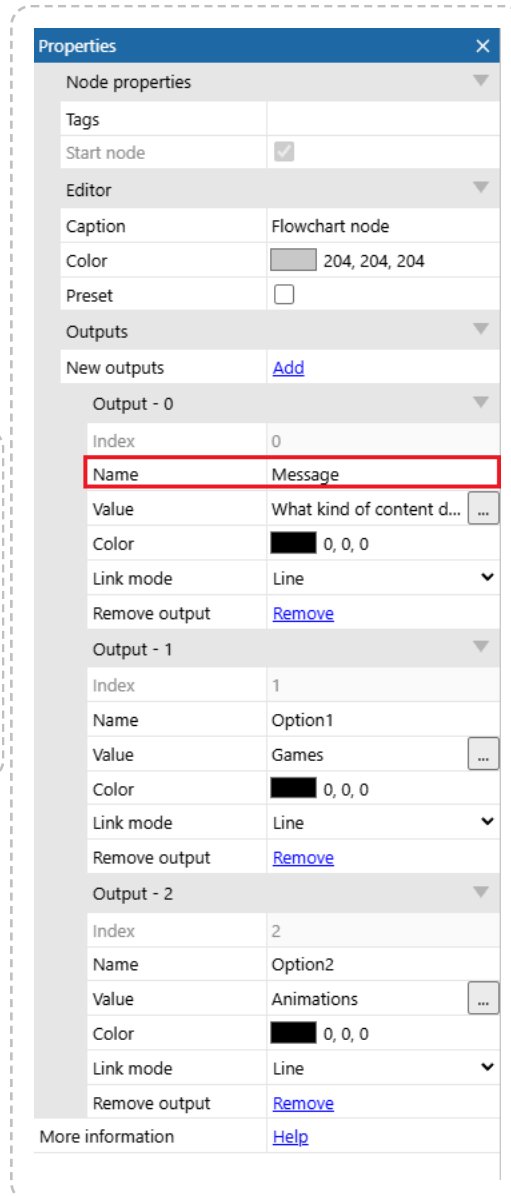 Properties
Node properties
Tags
Start node
Editor
Caption Flowchart node
Color 204, 204, 204
Preset
Outputs
New outputs Add
Output - 0
Index 0
Name Message
Value What kind of content d... ...
Color 0, 0, 0
Link mode Line
Remove output Remove
Output - 1
Index 1
Name Option1
Value Games ...
Color 0, 0, 0
Link mode Line
Remove output Remove
Output - 2
Index 2
Name Option2
Value Animations ...
Color 0, 0, 0
Link mode Line
Remove output Remove
More information Help